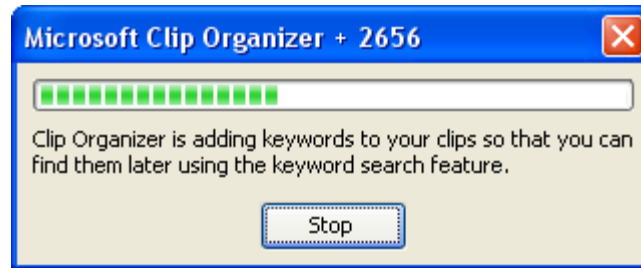 Microsoft Clip Organizer + 2656
Clip Organizer is adding keywords to your clips so that you can
find them later using the keyword search feature.
Stop